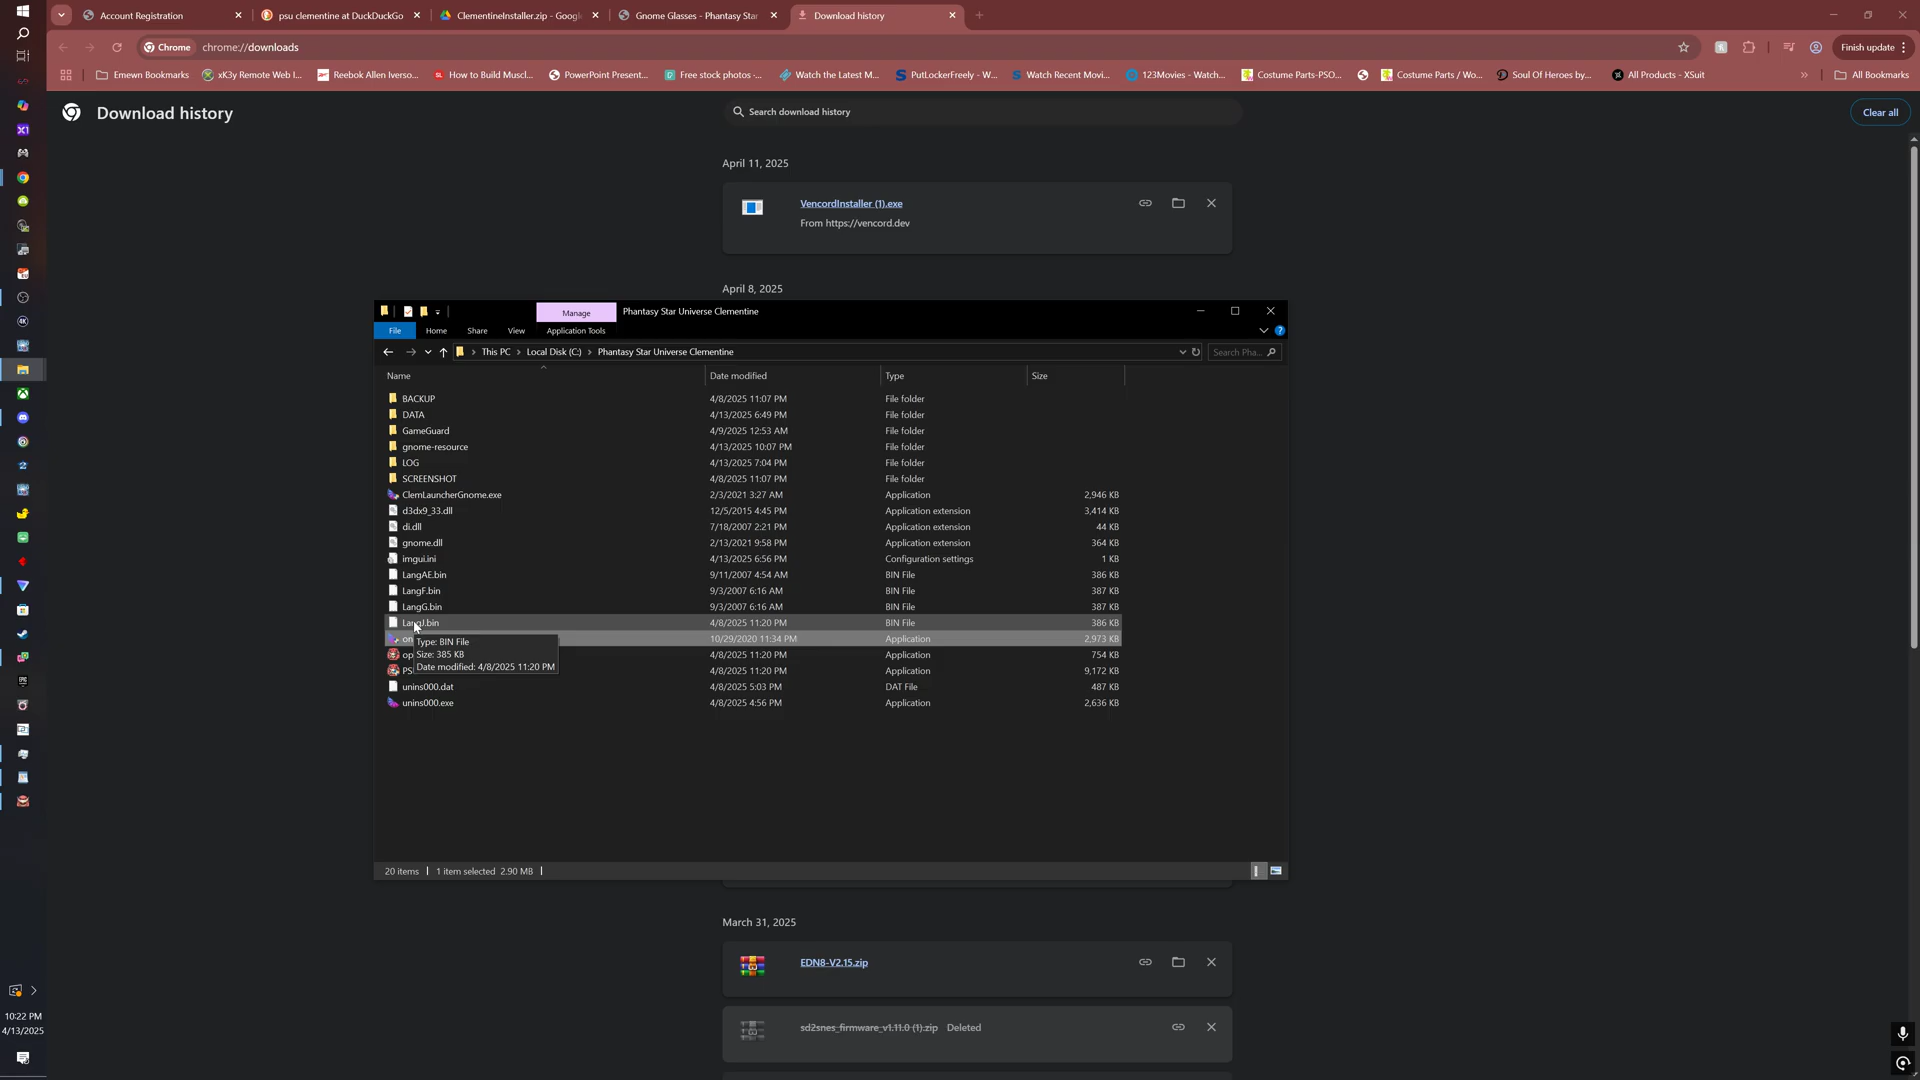 Account Registration
psu clementine at DuckDuckGo
ClementineInstaller.zip - Googl
Gnome Glasses - Phantasy Star
Download history
Chrome
chrome://downloads
Finish update
Emewn Bookmarks
xK3y Remote Web I...
Reebok Allen Iverso...
How to Build Muscl...
PowerPoint Present...
Free stock photos -...
Watch the Latest M...
PutLockerFreely - W...
Watch Recent Movi...
123Movies - Watch...
Costume Parts-PSO...
Costume Parts / Wo...
Soul Of Heroes by...
All Products - XSuit
All Bookmarks
Download history
Search download history
Clear all
April 11, 2025
VencordInstaller (1).exe
From https://vencord.dev
April 8, 2025
Manage
Phantasy Star Universe Clementine
File
Home
Share
View
Application Tools
This PC
Local Disk (C:)
Phantasy Star Universe Clementine
Search Pha...
Name
Date modified
Type
Size
BACKUP 4/8/2025 11:07 PM File folder
DATA 4/13/2025 6:49 PM File folder
GameGuard 4/9/2025 12:53 AM File folder
gnome-resource 4/13/2025 10:07 PM File folder
LOG 4/13/2025 7:04 PM File folder
SCREENSHOT 4/8/2025 11:07 PM File folder
ClemLauncherGnome.exe 2/3/2021 3:27 AM Application 2,946 KB
d3dx9_33.dll 12/5/2015 4:45 PM Application extension 3,414 KB
di.dll 7/18/2007 2:21 PM Application extension 44 KB
gnome.dll 2/13/2021 9:58 PM Application extension 364 KB
imgui.ini 4/13/2025 6:56 PM Configuration settings 1 KB
LangAE.bin 9/11/2007 4:54 AM BIN File 386 KB
LangF.bin 9/3/2007 6:16 AM BIN File 387 KB
LangG.bin 9/3/2007 6:16 AM BIN File 387 KB
LangJ.bin 4/8/2025 11:20 PM BIN File 386 KB
on 10/29/2020 11:34 PM Application 2,973 KB
op 4/8/2025 11:20 PM Application 754 KB
PS 4/8/2025 11:20 PM Application 9,172 KB
Type: BIN File
Size: 385 KB
Date modified: 4/8/2025 11:20 PM
unins000.dat 4/8/2025 5:03 PM DAT File 487 KB
unins000.exe 4/8/2025 4:56 PM Application 2,636 KB
20 items
1 item selected 2.90 MB
March 31, 2025
EDN8-V2.15.zip
sd2snes_firmware_v1.11.0 (1).zip Deleted
10:22 PM
4/13/2025